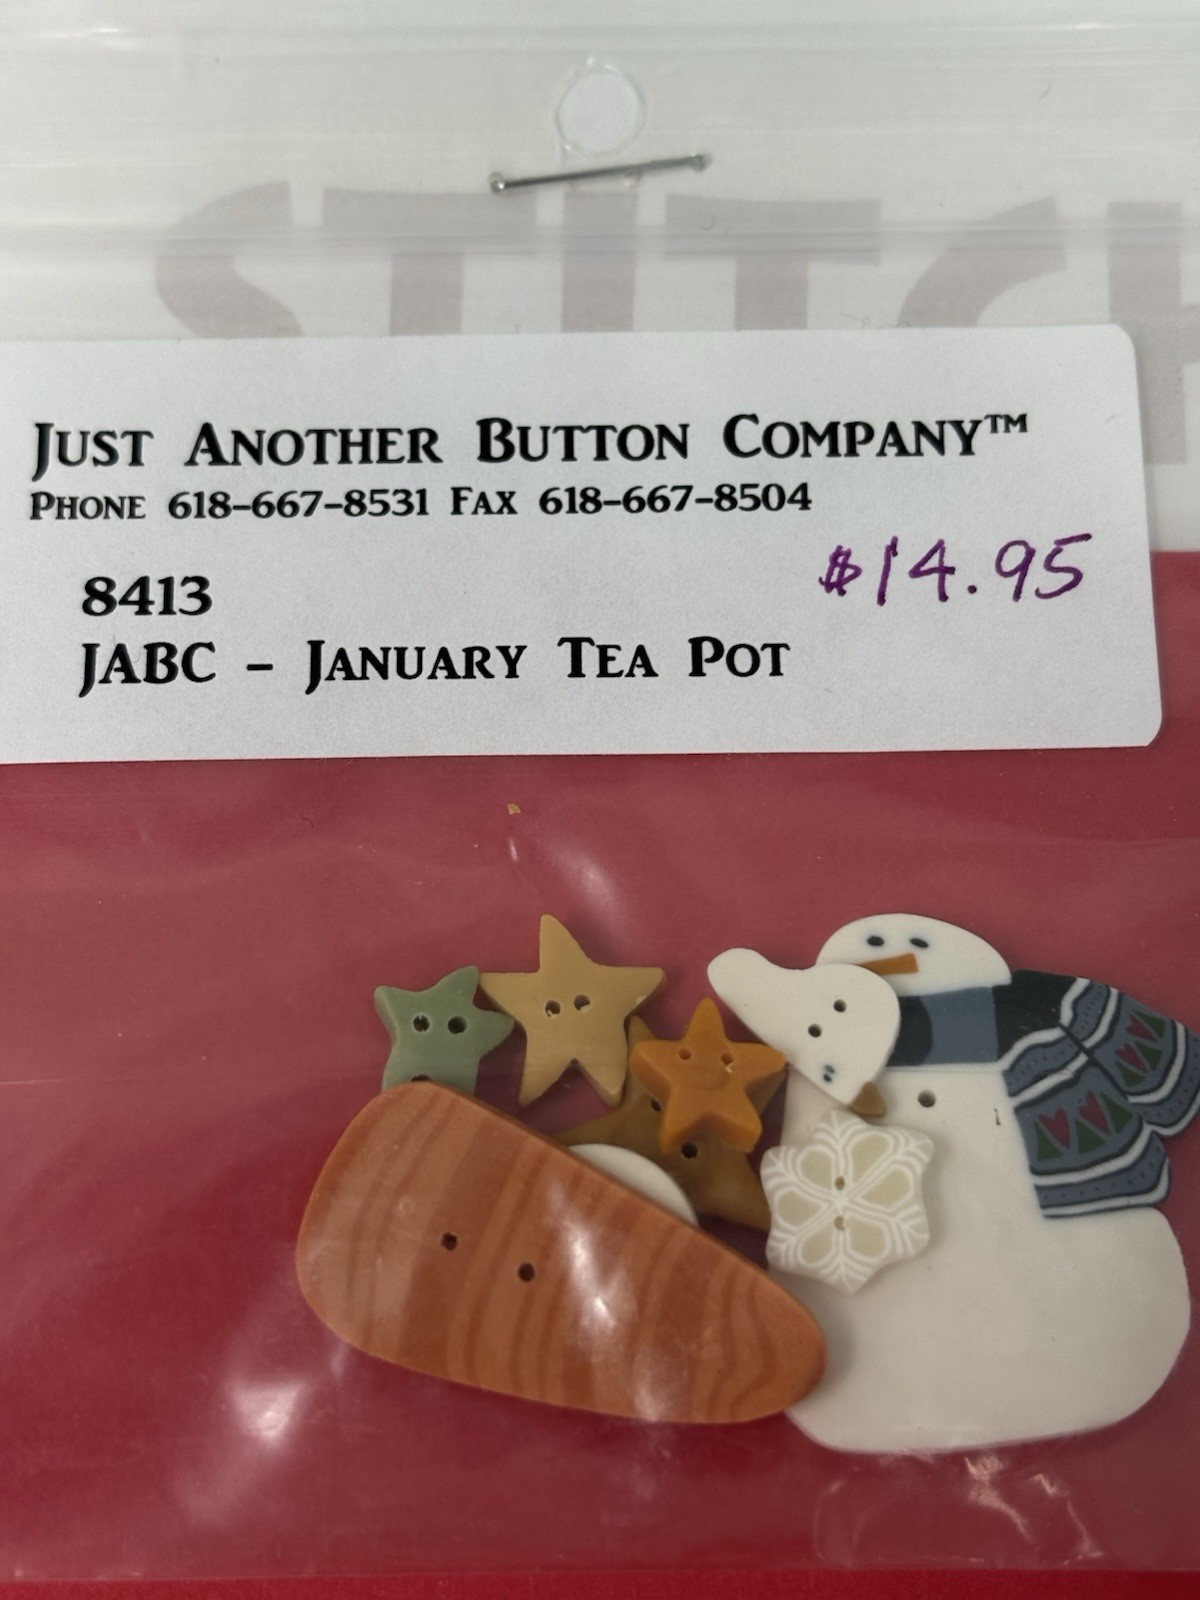 STITCH
JUST ANOTHER BUTTON COMPANY™
PHONE 618-667-8531 FAX 618-667-8504
$14.95
8413
JABC - JANUARY TEA POT